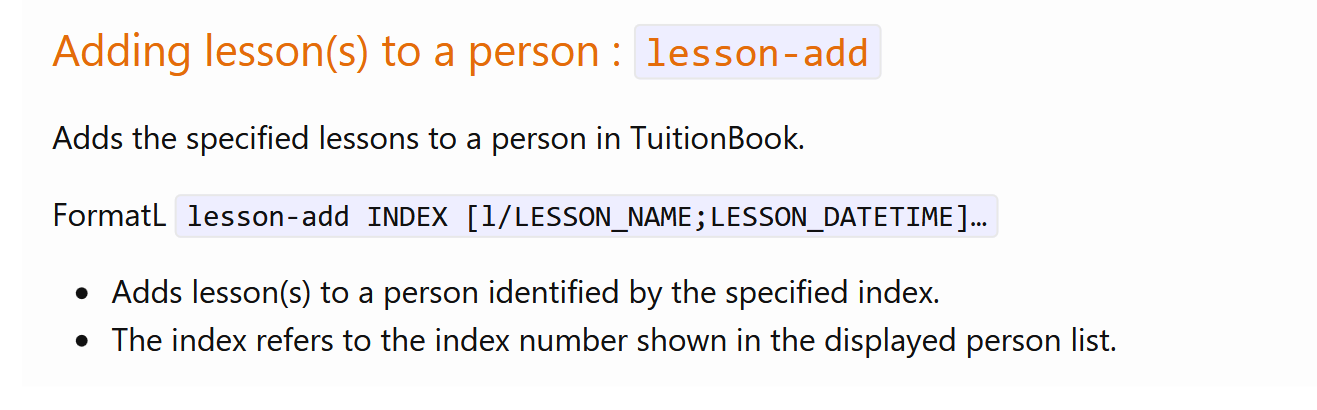 Adding lesson(s) to a person : lesson-add
Adds the specified lessons to a person in TuitionBook.
FormatL lesson-add INDEX [l/LESSON_NAME;LESSON_DATETIME]…
• Adds lesson(s) to a person identified by the specified index.
• The index refers to the index number shown in the displayed person list.